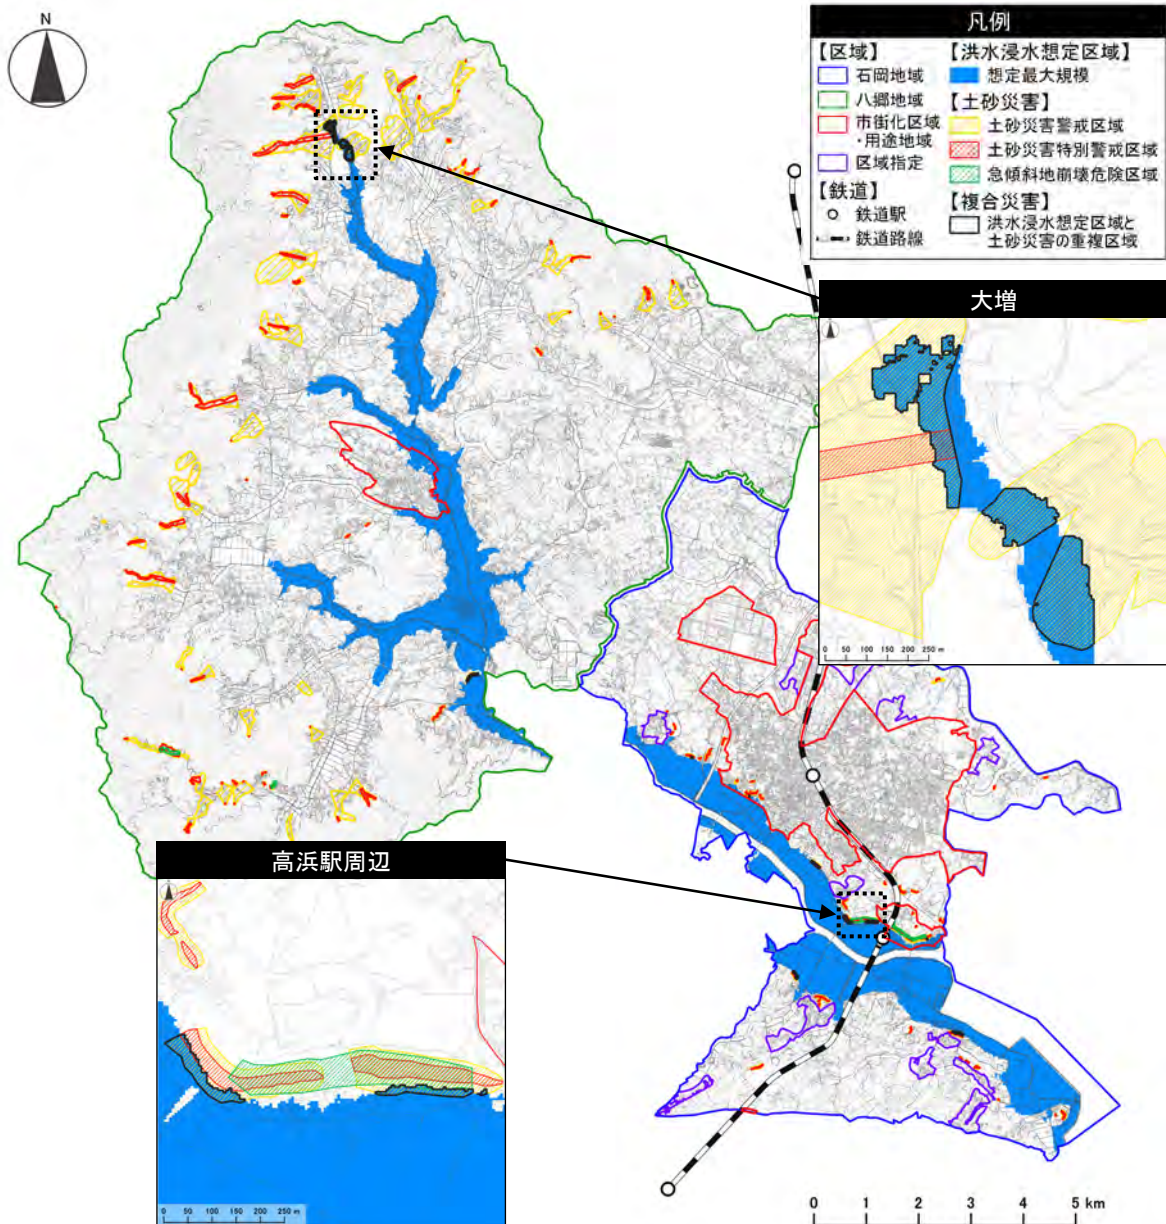 N
凡例
【区域】
石岡地域
八郷地域
市街化区域
・用途地域
区域指定
【鉄道】
鉄道駅
鉄道路線
【洪水浸水想定区域】
想定最大規模
【土砂災害】
土砂災害警戒区域
土砂災害特別警戒区域
急傾斜地崩壊危険区域
【複合災害】
洪水浸水想定区域と
土砂災害の重複区域
大増
0 50 100 150 200 250 m
高浜駅周辺
0 50 100 150 200 250 m
0 1 2 3 4 5 km